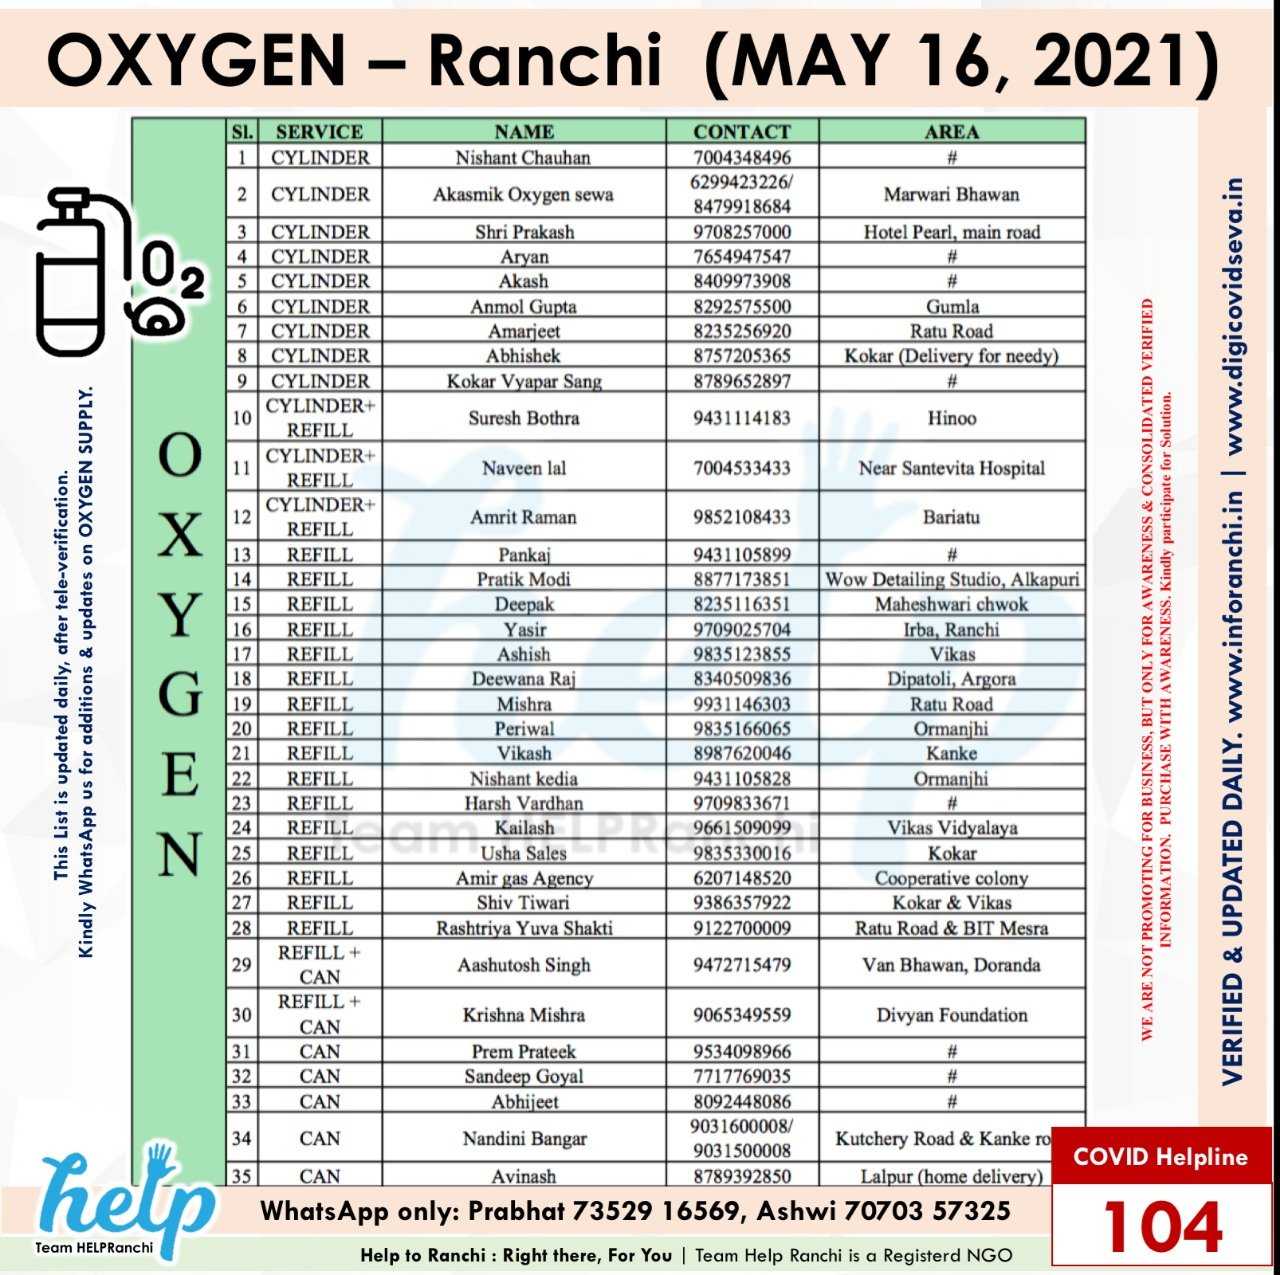 OXYGEN – Ranchi (MAY 16, 2021)
Sl. SERVICE NAME CONTACT AREA
1 CYLINDER Nishant Chauhan 7004348496 #
2 CYLINDER Akasmik Oxygen sewa 6299423226/ 8479918684 Marwari Bhawan
3 CYLINDER Shri Prakash 9708257000 Hotel Pearl, main road
4 CYLINDER Aryan 7654947547 #
5 CYLINDER Akash 8409973908 #
6 CYLINDER Anmol Gupta 8292575500 Gumla
7 CYLINDER Amarjeet 8235256920 Ratu Road
8 CYLINDER Abhishek 8757205365 Kokar (Delivery for needy)
9 CYLINDER Kokar Vyapar Sang 8789652897 #
10 CYLINDER+ REFILL Suresh Bothra 9431114183 Hinoo
11 CYLINDER+ REFILL Naveen lal 7004533433 Near Santevita Hospital
12 CYLINDER+ REFILL Amrit Raman 9852108433 Bariatu
13 REFILL Pankaj 9431105899 #
14 REFILL Pratik Modi 8877173851 Wow Detailing Studio, Alkapuri
15 REFILL Deepak 8235116351 Maheshwari chwok
16 REFILL Yasir 9709025704 Irba, Ranchi
17 REFILL Ashish 9835123855 Vikas
18 REFILL Deewana Raj 8340509836 Dipatoli, Argora
19 REFILL Mishra 9931146303 Ratu Road
20 REFILL Periwal 9835166065 Ormanjhi
21 REFILL Vikash 8987620046 Kanke
22 REFILL Nishant kedia 9431105828 Ormanjhi
23 REFILL Harsh Vardhan 9709833671 #
24 REFILL Kailash 9661509099 Vikas Vidyalaya
25 REFILL Usha Sales 9835330016 Kokar
26 REFILL Amir gas Agency 6207148520 Cooperative colony
27 REFILL Shiv Tiwari 9386357922 Kokar & Vikas
28 REFILL Rashtriya Yuva Shakti 9122700009 Ratu Road & BIT Mesra
29 REFILL + CAN Aashutosh Singh 9472715479 Van Bhawan, Doranda
30 REFILL + CAN Krishna Mishra 9065349559 Divyan Foundation
31 CAN Prem Prateek 9534098966 #
32 CAN Sandeep Goyal 7717769035 #
33 CAN Abhijeet 8092448086 #
34 CAN Nandini Bangar 9031600008/ 9031500008 Kutchery Road & Kanke ro
35 CAN Avinash 8789392850 Lalpur (home delivery)
O2
OXYGEN
This List is updated daily, after tele-verification.
Kindly WhatsApp us for additions & updates on OXYGEN SUPPLY.
help
Team HELPRanchi
WE ARE NOT PROMOTING FOR BUSINESS, BUT ONLY FOR AWARENESS & CONSOLIDATED VERIFIED
INFORMATION. PURCHASE WITH AWARENESS. Kindly participate for Solution.
VERIFIED & UPDATED DAILY. www.inforanchi.in | www.digicovidseva.in
help
Team HELPRanchi
WhatsApp only: Prabhat 73529 16569, Ashwi 70703 57325
Help to Ranchi : Right there, For You | Team Help Ranchi is a Registerd NGO
COVID Helpline
104